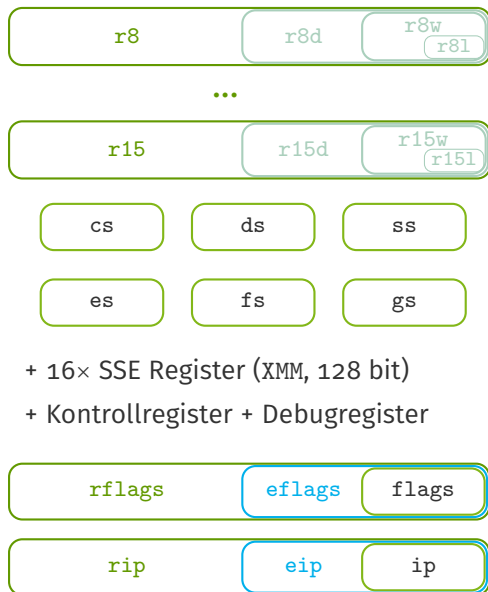 r8 r8d r8w r8l
...
r15 r15d r15w r15l
cs ds ss
es fs gs
+ 16× SSE Register (XMM, 128 bit)
+ Kontrollregister + Debugregister
rflags eflags flags
rip eip ip